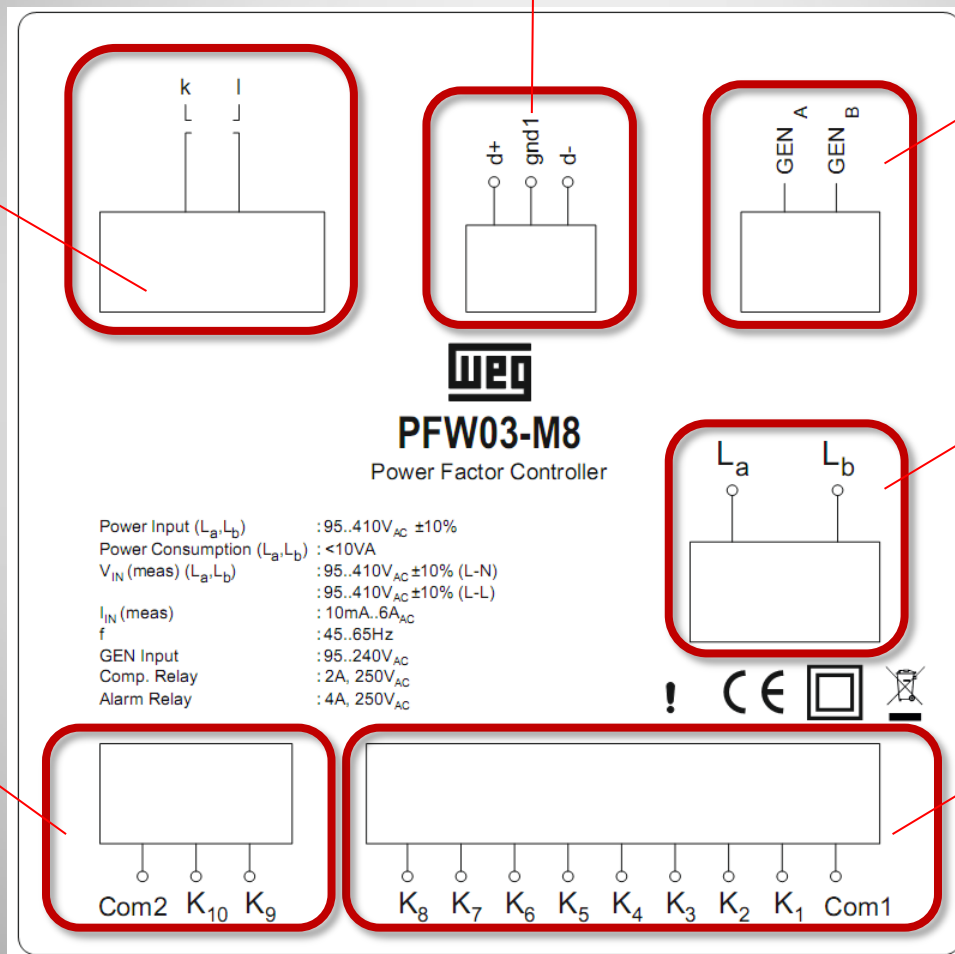 k l
d+ gnd1 d-
GEN A GEN B
WEG
PFW03-M8
Power Factor Controller
La Lb
Power Input (La,Lb) : 95..410VAC ±10%
Power Consumption (La,Lb) : <10VA
VIN (meas) (La,Lb) : 95..410VAC ±10% (L-N)
: 95..410VAC ±10% (L-L)
IIN (meas) : 10mA..6AAC
f : 45..65Hz
GEN Input : 95..240VAC
Comp. Relay : 2A, 250VAC
Alarm Relay : 4A, 250VAC
! CE
Com2 K10 K9
K8 K7 K6 K5 K4 K3 K2 K1 Com1